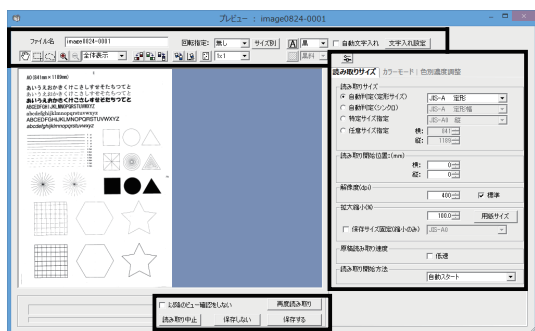 プレビュー : image0824-0001
ファイル名 image0824-0001 回転指定: 無し サイズ別 A 黒 自動文字入れ 文字入れ設定
全体表示 1x1 黒科
読み取りサイズ カラーモード 色別濃度調整
A0 (841mm × 1189mm)
あいうえおかきくけこさしすせそたちつてと
あいうえおかきくけこさしすせそたちつてと
あいうえおかきくけこさしすせそたちつてと
ABCDEFGHIJKLMNOPQRSTUVWXYZ
abcdefghijklmnopqrstuvwxyz
ABCDEFGHIJKLMNOPQRSTUVWXYZ
abcdefghijklmnopqrstuvwxyz
読み取りサイズ
自動判定(定形サイズ) JIS-A 定形
自動判定(シンクロ) JIS-A 定形幅
特定サイズ指定 JIS-A0 縦
任意サイズ指定 横: 841
縦: 1189
読み取り開始位置:(mm)
横: 0
縦: 0
解像度(dpi)
400 標準
拡大縮小(%)
100.0 用紙サイズ
保存サイズ固定(縮小のみ) JIS-A0
原稿読み取り速度
低速
読み取り開始方法
自動スタート
以降のビュー確認をしない 再度読み取り
読み取り中止 保存しない 保存する